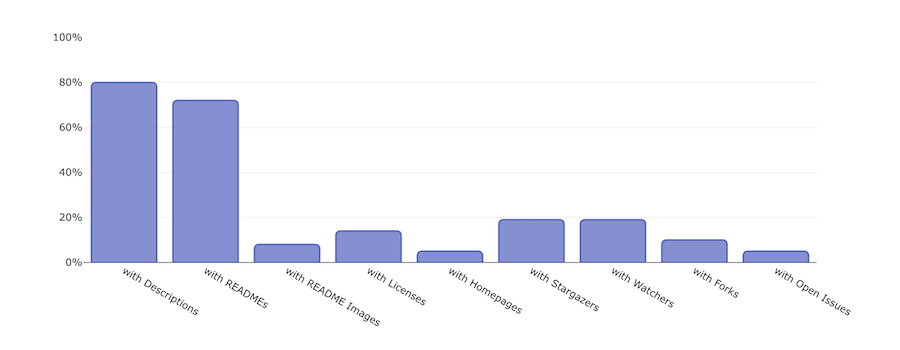 100%
80%
60%
40%
20%
0%
with Descriptions
with READMEs
with README Images
with Licenses
with Homepages
with Stargazers
with Watchers
with Forks
with Open Issues